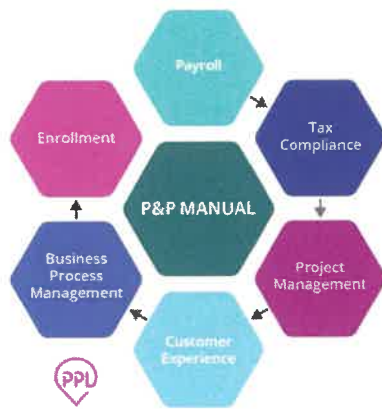 Payroll
Tax
Compliance
Enrollment
P&P MANUAL
Business
Process
Management
Project
Management
Customer
Experience
PPL